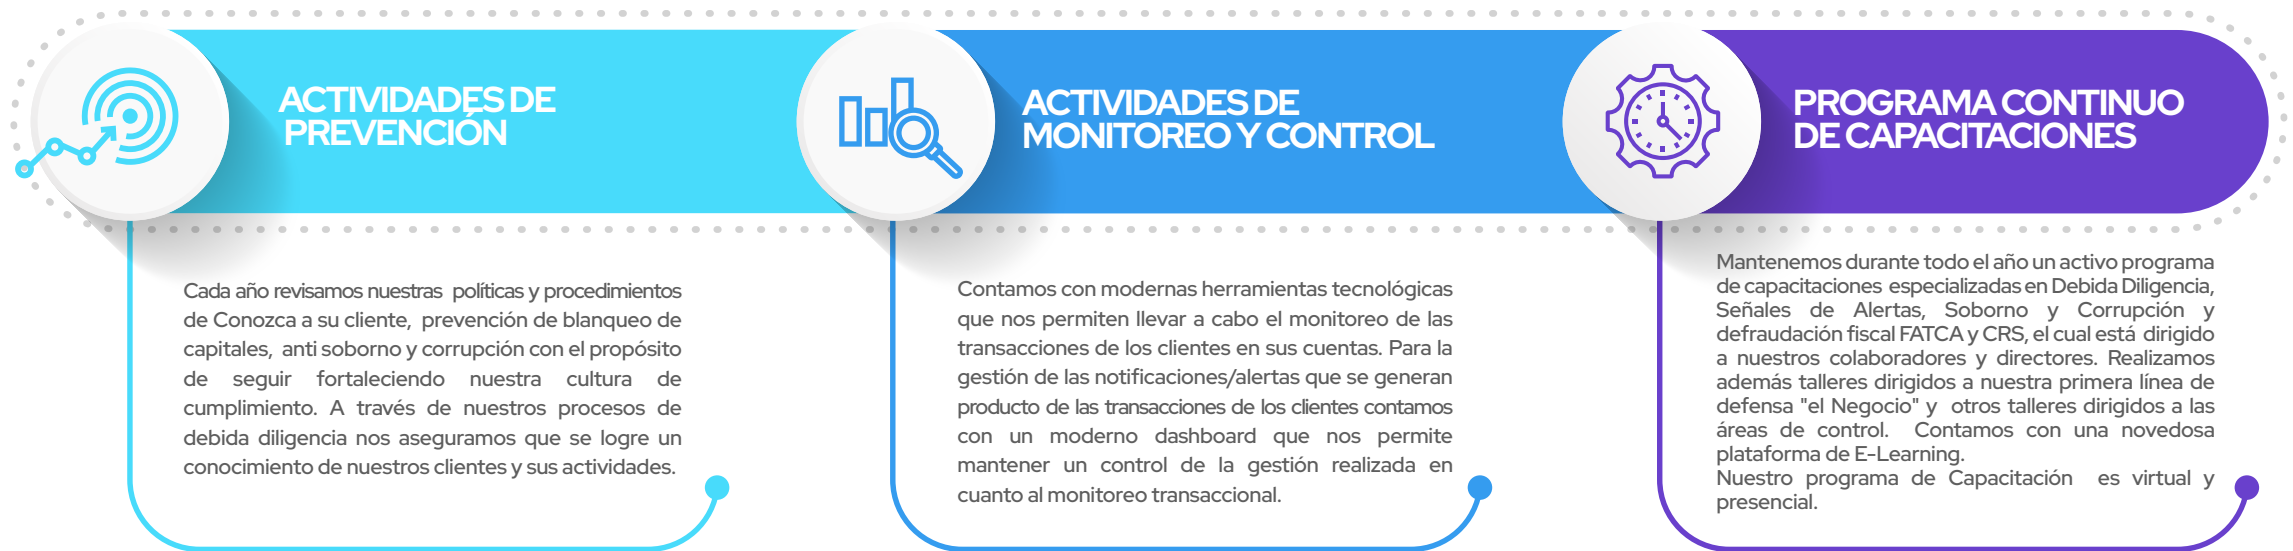 ACTIVIDADES DE
PREVENCIÓN
Cada año revisamos nuestras políticas y procedimientos
de Conozca a su cliente, prevención de blanqueo de
capitales, anti soborno y corrupción con el propósito
de seguir fortaleciendo nuestra cultura de
cumplimiento. A través de nuestros procesos de
debida diligencia nos aseguramos que se logre un
conocimiento de nuestros clientes y sus actividades.
ACTIVIDADES DE
MONITOREO Y CONTROL
Contamos con modernas herramientas tecnológicas
que nos permiten llevar a cabo el monitoreo de las
transacciones de los clientes en sus cuentas. Para la
gestión de las notificaciones/alertas que se generan
producto de las transacciones de los clientes contamos
con un moderno dashboard que nos permite
mantener un control de la gestión realizada en
cuanto al monitoreo transaccional.
PROGRAMA CONTINUO
DE CAPACITACIONES
Mantenemos durante todo el año un activo programa
de capacitaciones especializadas en Debida Diligencia,
Señales de Alertas, Soborno y Corrupción y
defraudación fiscal FATCA y CRS, el cual está dirigido
a nuestros colaboradores y directores. Realizamos
además talleres dirigidos a nuestra primera línea de
defensa "el Negocio" y otros talleres dirigidos a las
áreas de control. Contamos con una novedosa
plataforma de E-Learning.
Nuestro programa de Capacitación es virtual y
presencial.